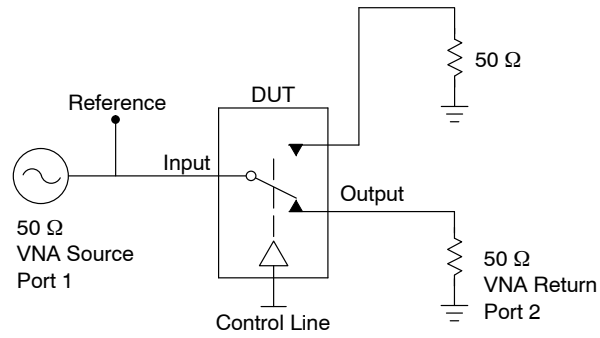 50 Ω
Reference
DUT
Input
Output
50 Ω
VNA Source
Port 1
50 Ω
VNA Return
Port 2
Control Line